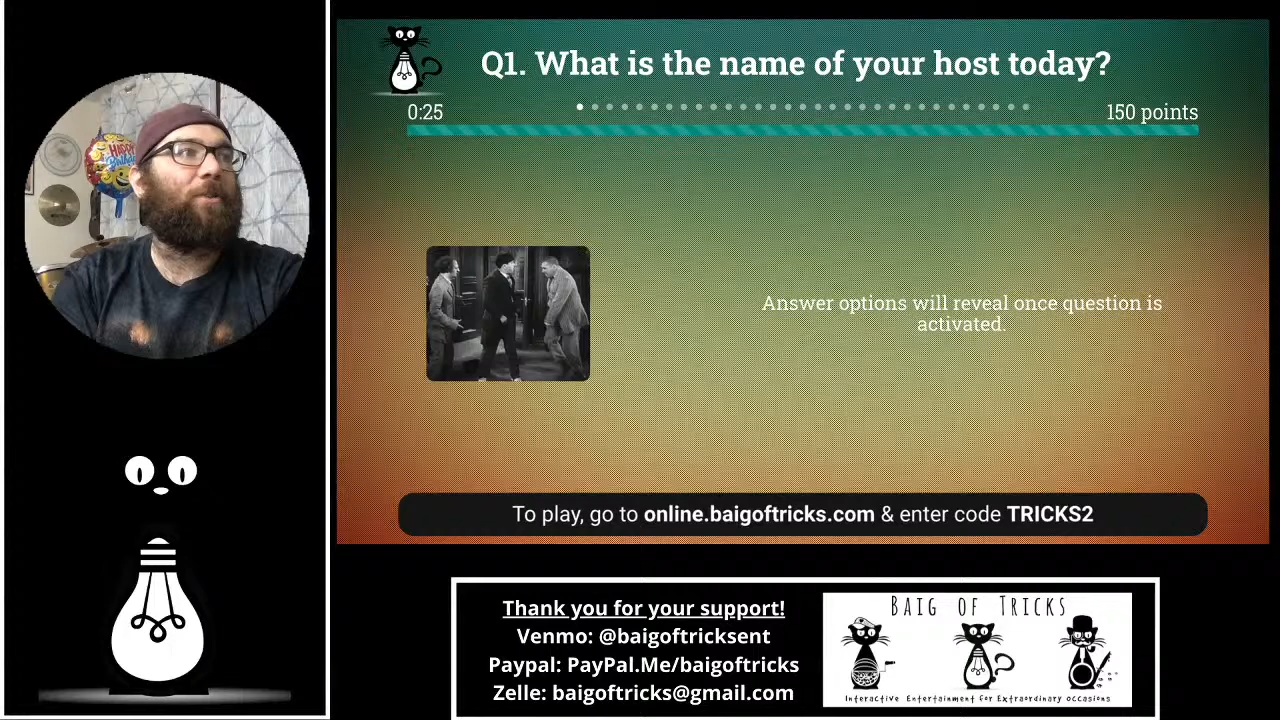 Q1. What is the name of your host today?
0:25
150 points
HAPPY
Birthday
Answer options will reveal once question is
activated.
To play, go to online.baigoftricks.com & enter code TRICKS2
Thank you for your support!
Venmo: @baigoftricksent
Paypal: PayPal.Me/baigoftricks
Zelle: baigoftricks@gmail.com
BAIG OF TRICKS
Interactive Entertainment for Extraordinary occasions